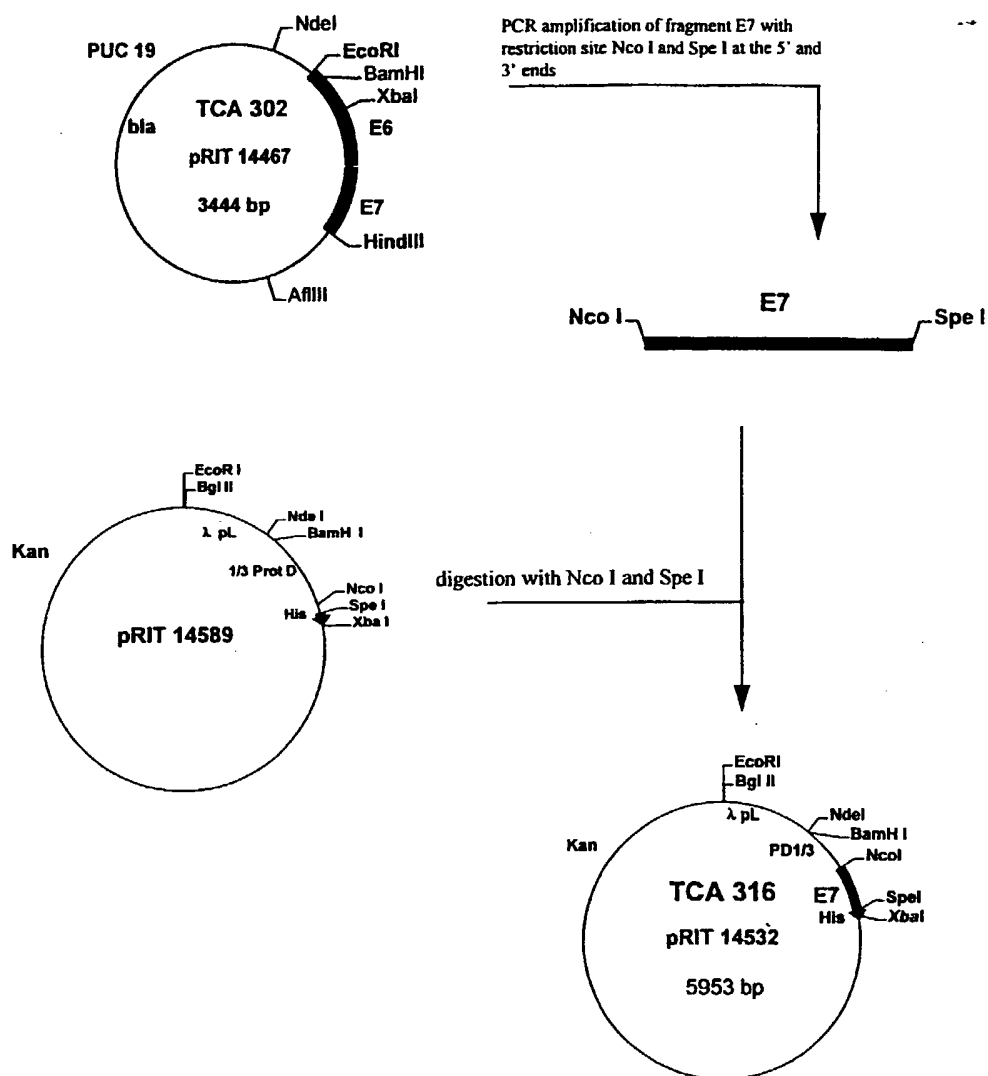 PCR amplification of fragment E7 with
restriction site Nco I and Spe I at the 5' and
3' ends
NdeI
PUC 19
EcoRI
BamHI
XbaI
TCA 302
bla
E6
pRIT 14467
3444 bp
E7
HindIII
AflIII
E7
Nco I
Spe I
EcoR I
Bgl II
Nde I
λ pL
BamH I
Kan
1/3 Prot D
Nco I
Spe I
His
Xba I
pRIT 14589
digestion with Nco I and Spe I
EcoRI
Bgl II
λ pL
NdeI
BamH I
Kan
PD1/3
NcoI
TCA 316
E7
SpeI
His
XbaI
pRIT 14532
5953 bp